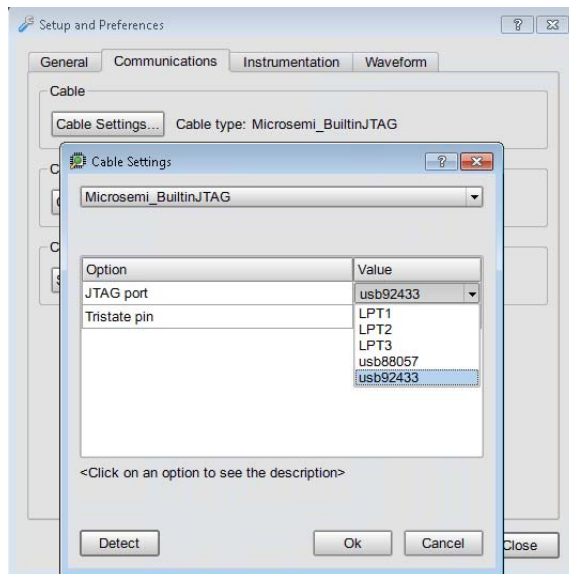 Setup and Preferences
General Communications Instrumentation Waveform
Cable
Cable Settings... Cable type: Microsemi_BuiltinJTAG
Cable Settings
Microsemi_BuiltinJTAG
Option Value
JTAG port usb92433
Tristate pin
LPT1
LPT2
LPT3
usb88057
usb92433
<Click on an option to see the description>
Detect Ok Cancel Close